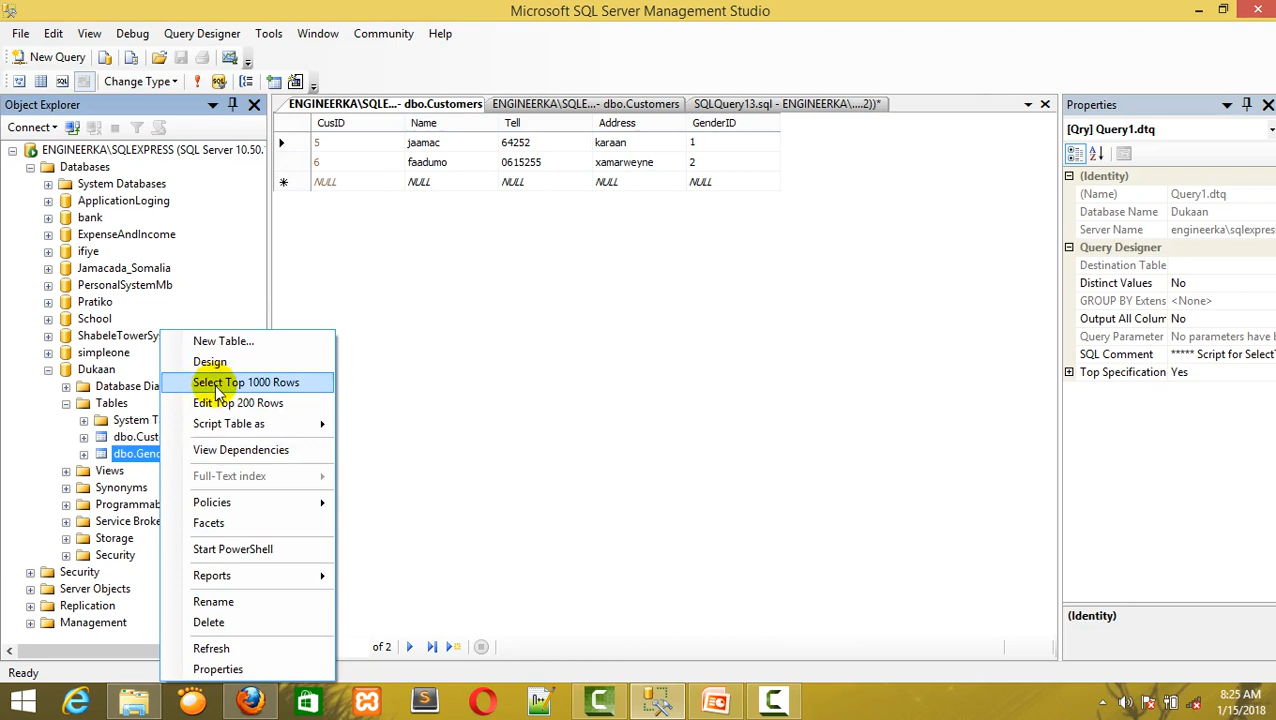 Microsoft SQL Server Management Studio
File Edit View Debug Query Designer Tools Window Community Help
New Query
Change Type
Object Explorer
ENGINEERKA\SQLE...- dbo.Customers
ENGINEERKA\SQLE...- dbo.Customers
SQLQuery13.sql - ENGINEERKA\....2))*
Properties
Connect
ENGINEERKA\SQLEXPRESS (SQL Server 10.50.
Databases
System Databases
ApplicationLoging
bank
ExpenseAndIncome
ifiye
Jamacada_Somalia
PersonalSystemMb
Pratiko
School
ShabeleTowerSy
simpleone
Dukaan
Database Dia
Tables
System T
dbo.Cust
dbo.Gend
Views
Synonyms
Programmab
Service Broke
Storage
Security
Security
Server Objects
Replication
Management
CusID Name Tell Address GenderID
5 jaamac 64252 karaan 1
6 faadumo 0615255 xamarweyne 2
NULL NULL NULL NULL NULL
New Table...
Design
Select Top 1000 Rows
Edit Top 200 Rows
Script Table as
View Dependencies
Full-Text index
Policies
Facets
Start PowerShell
Reports
Rename
Delete
Refresh
Properties
of 2
[Qry] Query1.dtq
(Identity)
(Name) Query1.dtq
Database Name Dukaan
Server Name engineerka\sqlexpress
Query Designer
Destination Table
Distinct Values No
GROUP BY Extens <None>
Output All Colum No
Query Parameter No parameters have b
SQL Comment ***** Script for SelectT
Top Specification Yes
(Identity)
Ready
8:25 AM
1/15/2018